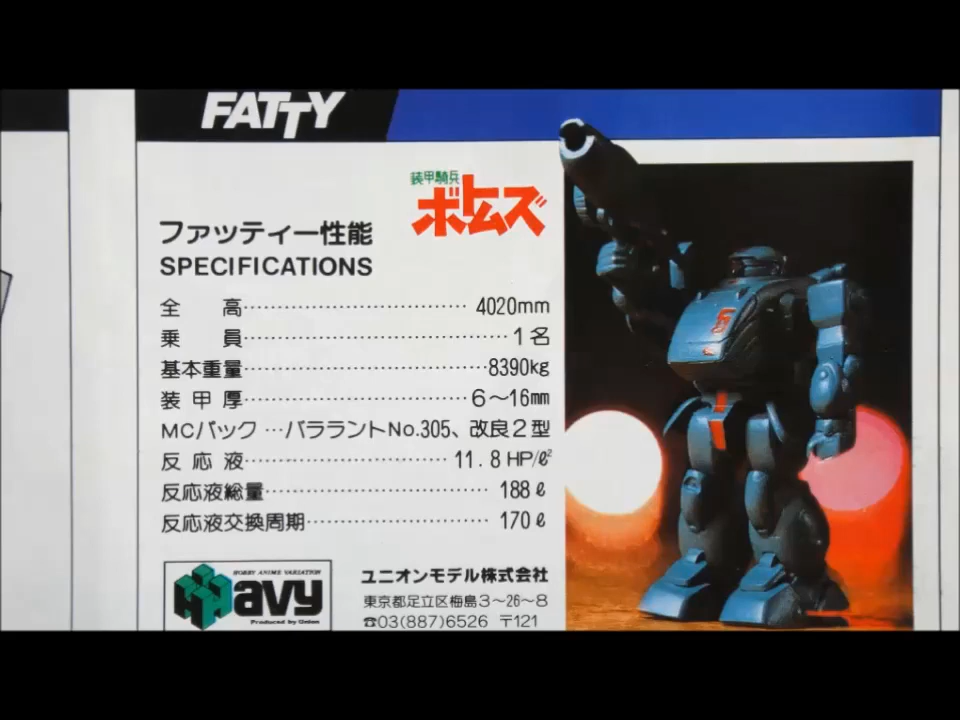 FATTY
装甲騎兵
ボトムズ
ファッティー性能
SPECIFICATIONS
全高…………………………4020mm
乗員…………………………1名
基本重量…………………………8390kg
装甲厚…………………………6〜16mm
MCパック…バララントNo.305、改良2型
反応液…………………………11.8HP/ℓ²
反応液総量…………………………188ℓ
反応液交換周期…………………………170ℓ
HOBBY ANIME VARIATION
Havy
Produced by Union
ユニオンモデル株式会社
東京都足立区梅島3〜26〜8
☎03(887)6526 〒121